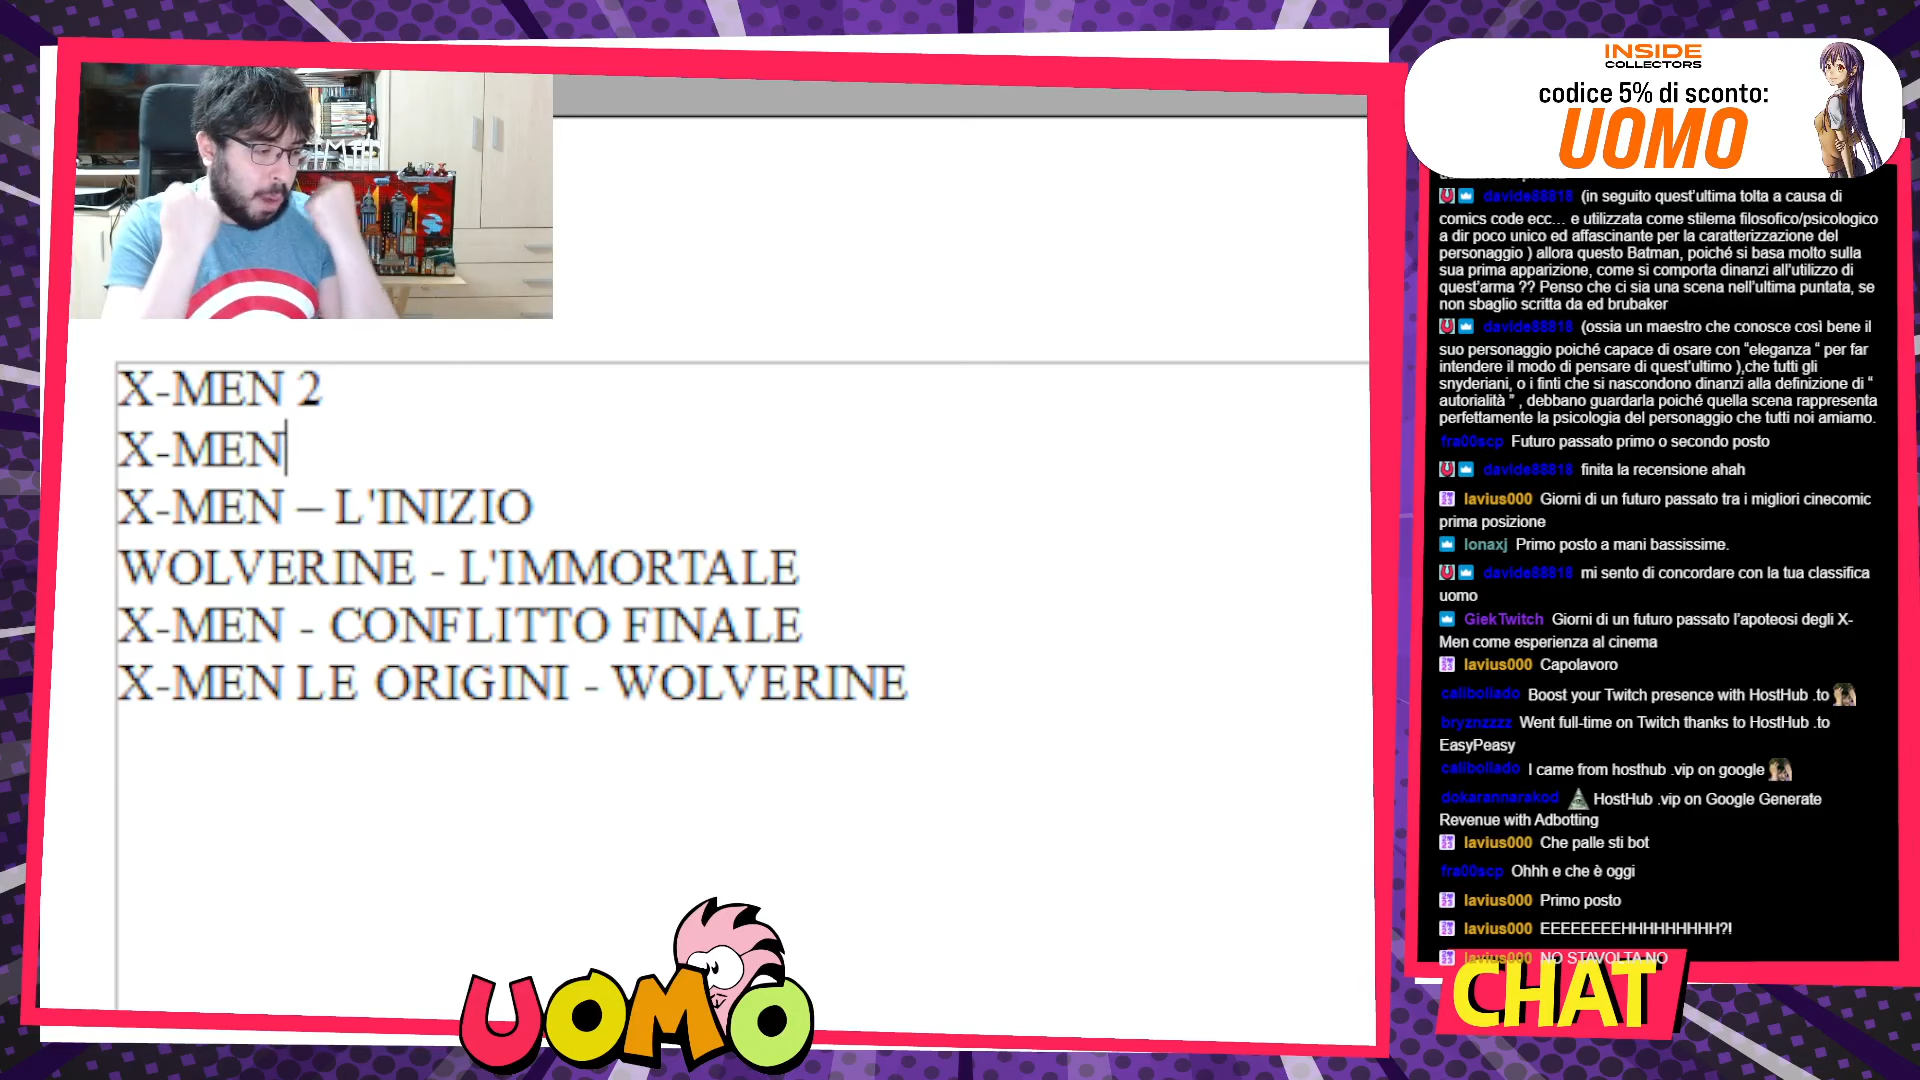 INSIDE
COLLECTORS
codice 5% di sconto:
UOMO
X-MEN 2
X-MEN
X-MEN – L'INIZIO
WOLVERINE - L'IMMORTALE
X-MEN - CONFLITTO FINALE
X-MEN LE ORIGINI - WOLVERINE
UOMO
davide88818 (in seguito quest'ultima tolta a causa di
comics code ecc... e utilizzata come stilema filosofico/psicologico
a dir poco unico ed affascinante per la caratterizzazione del
personaggio ) allora questo Batman, poiché si basa molto sulla
sua prima apparizione, come si comporta dinanzi all'utilizzo di
quest'arma ?? Penso che ci sia una scena nell'ultima puntata, se
non sbaglio scritta da ed brubaker
davide88818 (ossia un maestro che conosce così bene il
suo personaggio poiché capace di osare con “eleganza “ per far
intendere il modo di pensare di quest'ultimo ),che tutti gli
snyderiani, o i finti che si nascondono dinanzi alla definizione di “
autorialità ” , debbano guardarla poiché quella scena rappresenta
perfettamente la psicologia del personaggio che tutti noi amiamo.
fra00scp Futuro passato primo o secondo posto
davide88818 finita la recensione ahah
lavius000 Giorni di un futuro passato tra i migliori cinecomic
prima posizione
lonaxj Primo posto a mani bassissime.
davide88818 mi sento di concordare con la tua classifica
uomo
GiekTwitch Giorni di un futuro passato l'apoteosi degli X-
Men come esperienza al cinema
lavius000 Capolavoro
calibollado Boost your Twitch presence with HostHub .to
bryznzzzz Went full-time on Twitch thanks to HostHub .to
EasyPeasy
calibollado I came from hosthub .vip on google
dokarannarakod HostHub .vip on Google Generate
Revenue with Adbotting
lavius000 Che palle sti bot
fra00scp Ohhh e che è oggi
lavius000 Primo posto
lavius000 EEEEEEEEHHHHHHHHH?!
lavius000 NO STAVOLTA NO
CHAT